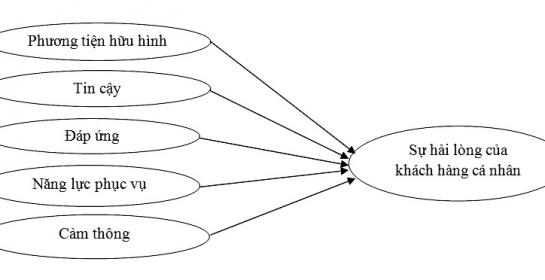 Phương tiện hữu hình
Tin cậy
Đáp ứng
Năng lực phục vụ
Cảm thông
Sự hài lòng của
khách hàng cá nhân